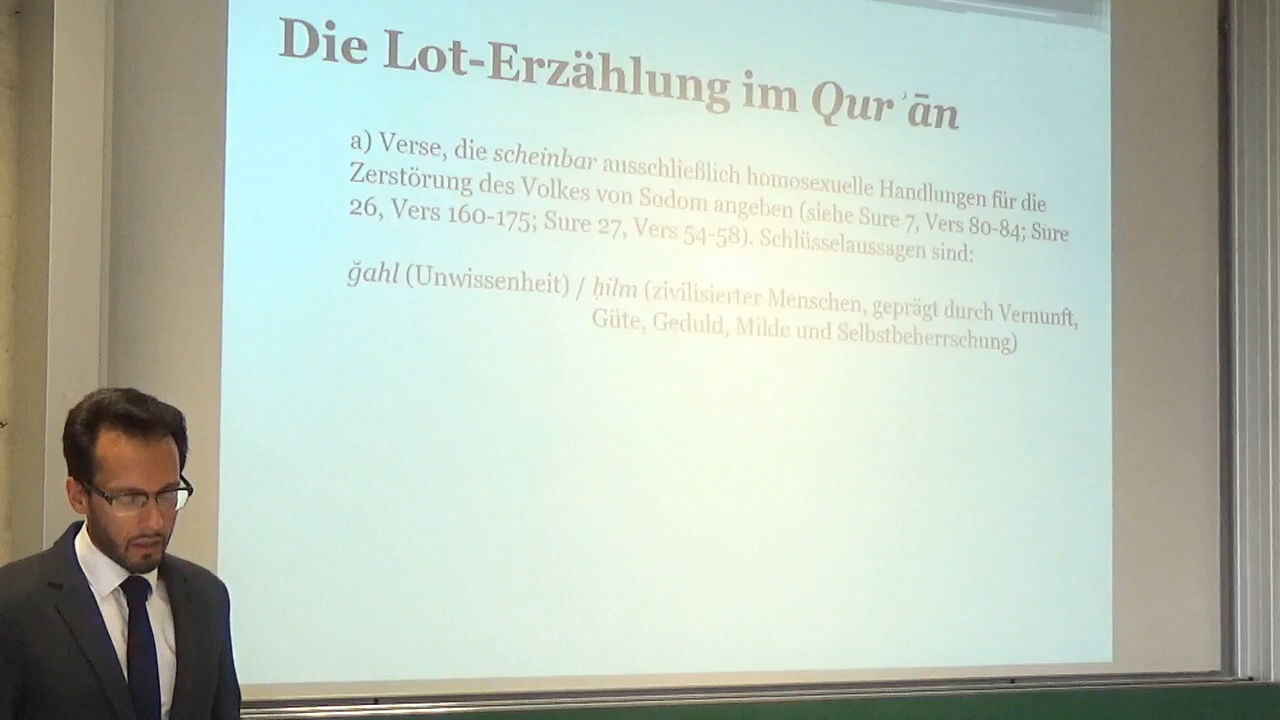 Die Lot-Erzählung im Qurʾān
a) Verse, die scheinbar ausschließlich homosexuelle Handlungen für die
Zerstörung des Volkes von Sodom angeben (siehe Sure 7, Vers 80-84; Sure
26, Vers 160-175; Sure 27, Vers 54-58). Schlüsselaussagen sind:
ǧahl (Unwissenheit) / ḥilm (zivilisierter Menschen, geprägt durch Vernunft,
Güte, Geduld, Milde und Selbstbeherrschung)